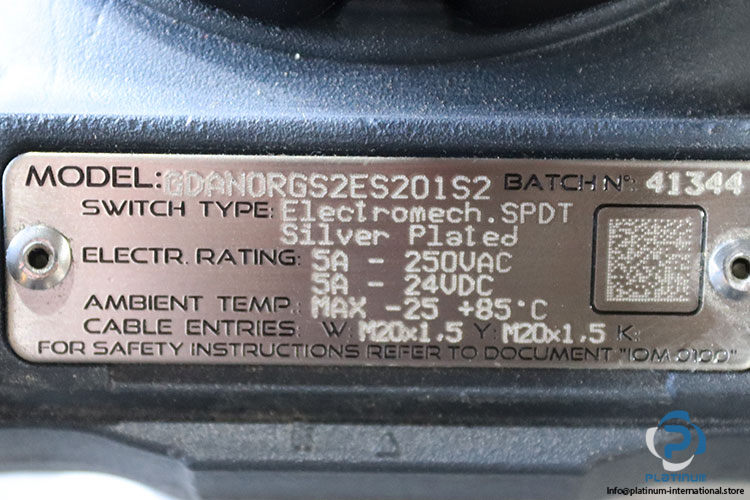 MODEL: GDANORGS2ES201S2 BATCH N°: 41344
SWITCH TYPE: Electromech.SPDT
Silver Plated
ELECTR. RATING: 5A - 250VAC
5A - 24VDC
AMBIENT TEMP.: MAX -25 +85°C
CABLE ENTRIES: W: M20x1,5 Y: M20x1,5 K:
FOR SAFETY INSTRUCTIONS REFER TO DOCUMENT "IOM 0100"
PLATINUM
Info@platinum-international.store